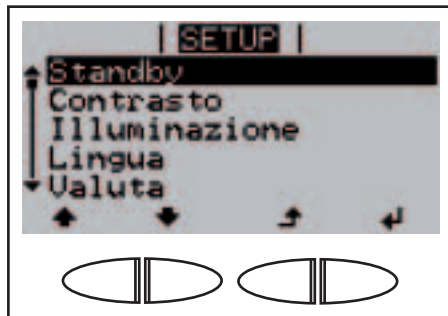 SETUP
Standby
Contrasto
Illuminazione
Lingua
Valuta